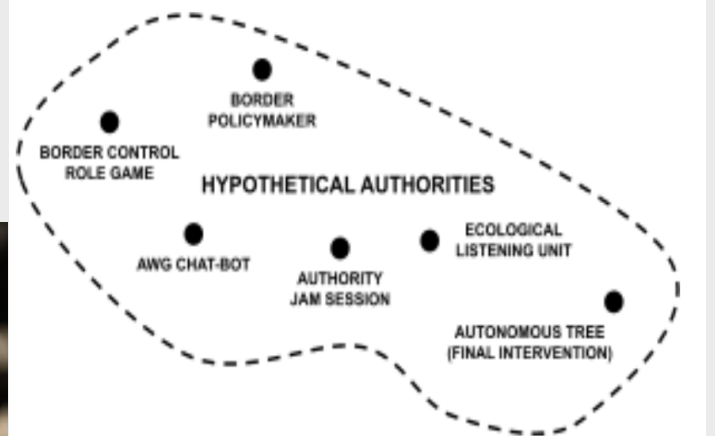 BORDER
POLICYMAKER
BORDER CONTROL
ROLE GAME
HYPOTHETICAL AUTHORITIES
AWG CHAT-BOT
AUTHORITY
JAM SESSION
ECOLOGICAL
LISTENING UNIT
AUTONOMOUS TREE
(FINAL INTERVENTION)